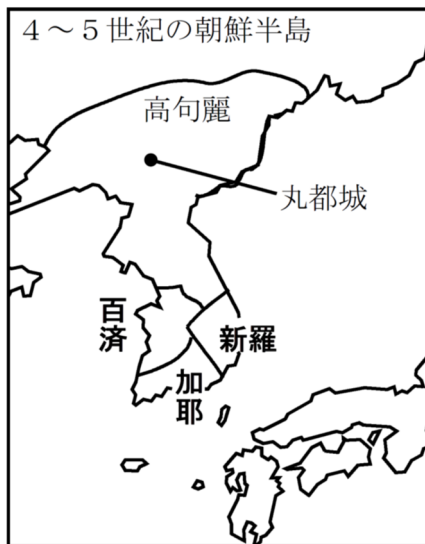 ４～５世紀の朝鮮半島
高句麗
丸都城
百済
新羅
加耶